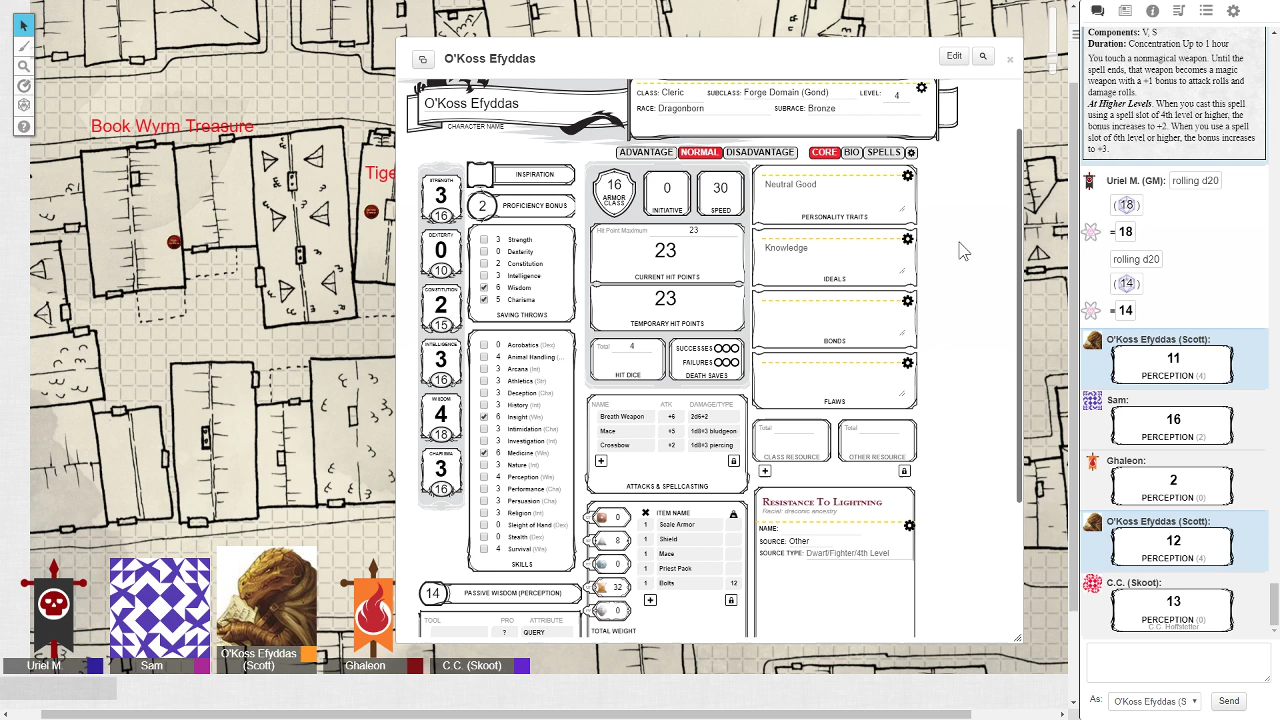 Book Wyrm Treasure
Tige
O'Koss Efyddas
Edit
O'Koss Efyddas
CHARACTER NAME
CLASS: Cleric SUBCLASS: Forge Domain (Gond) LEVEL: 4
RACE: Dragonborn SUBRACE: Bronze
ADVANTAGE NORMAL DISADVANTAGE CORE BIO SPELLS
STRENGTH
3
16
DEXTERITY
0
10
CONSTITUTION
2
15
INTELLIGENCE
3
16
WISDOM
4
18
CHARISMA
3
16
INSPIRATION
2 PROFICIENCY BONUS
3 Strength
0 Dexterity
2 Constitution
3 Intelligence
6 Wisdom
5 Charisma
SAVING THROWS
0 Acrobatics (Dex)
4 Animal Handling (...
3 Arcana (Int)
3 Athletics (Str)
3 Deception (Cha)
3 History (Int)
6 Insight (Wis)
3 Intimidation (Cha)
3 Investigation (Int)
6 Medicine (Wis)
3 Nature (Int)
4 Perception (Wis)
3 Performance (Cha)
3 Persuasion (Cha)
3 Religion (Int)
0 Sleight of Hand (Dex)
0 Stealth (Dex)
4 Survival (Wis)
SKILLS
14 PASSIVE WISDOM (PERCEPTION)
TOOL PRO ATTRIBUTE
? QUERY
16 ARMOR CLASS
0 INITIATIVE
30 SPEED
Hit Point Maximum 23
23
CURRENT HIT POINTS
23
TEMPORARY HIT POINTS
Total 4
HIT DICE
SUCCESSES
FAILURES
DEATH SAVES
NAME ATK DAMAGE/TYPE
Breath Weapon +6 2d6+2
Mace +5 1d8+3 bludgeon
Crossbow +2 1d8+3 piercing
ATTACKS & SPELLCASTING
0
8
0
32
0
TOTAL WEIGHT
ITEM NAME
1 Scale Armor
1 Shield
1 Mace
1 Priest Pack
1 Bolts 12
Neutral Good
PERSONALITY TRAITS
Knowledge
IDEALS
BONDS
FLAWS
Total
CLASS RESOURCE
Total
OTHER RESOURCE
RESISTANCE TO LIGHTNING
Racial: draconic ancestry
NAME:
SOURCE: Other
SOURCE TYPE: Dwarf/Fighter/4th Level
Uriel M.
Sam
O'Koss Efyddas
(Scott)
Ghaleon
C.C. (Skoot)
Components: V, S
Duration: Concentration Up to 1 hour
You touch a nonmagical weapon. Until the
spell ends, that weapon becomes a magic
weapon with a +1 bonus to attack rolls and
damage rolls.
At Higher Levels. When you cast this spell
using a spell slot of 4th level or higher, the
bonus increases to +2. When you use a spell
slot of 6th level or higher, the bonus increases
to +3.
Uriel M. (GM): rolling d20
(18)
= 18
rolling d20
(14)
= 14
O'Koss Efyddas (Scott):
11
PERCEPTION (4)
Sam:
16
PERCEPTION (2)
Ghaleon:
2
PERCEPTION (0)
O'Koss Efyddas (Scott):
12
PERCEPTION (4)
C.C. (Skoot):
13
PERCEPTION (0)
C.C. Hoffstetter
As: O'Koss Efyddas (S
Send